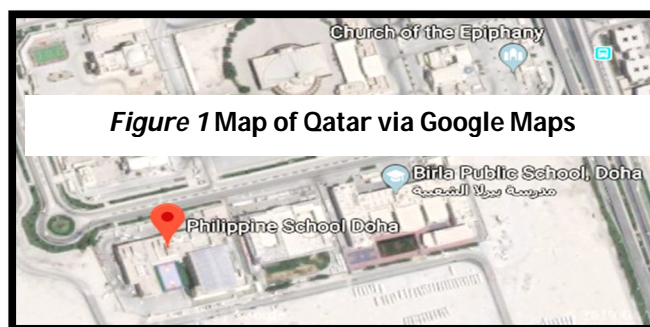 Church of the Epiphany
Figure 1 Map of Qatar via Google Maps
Birla Public School, Doha
مدرسة بيرلا الشعبية
Philippine School Doha